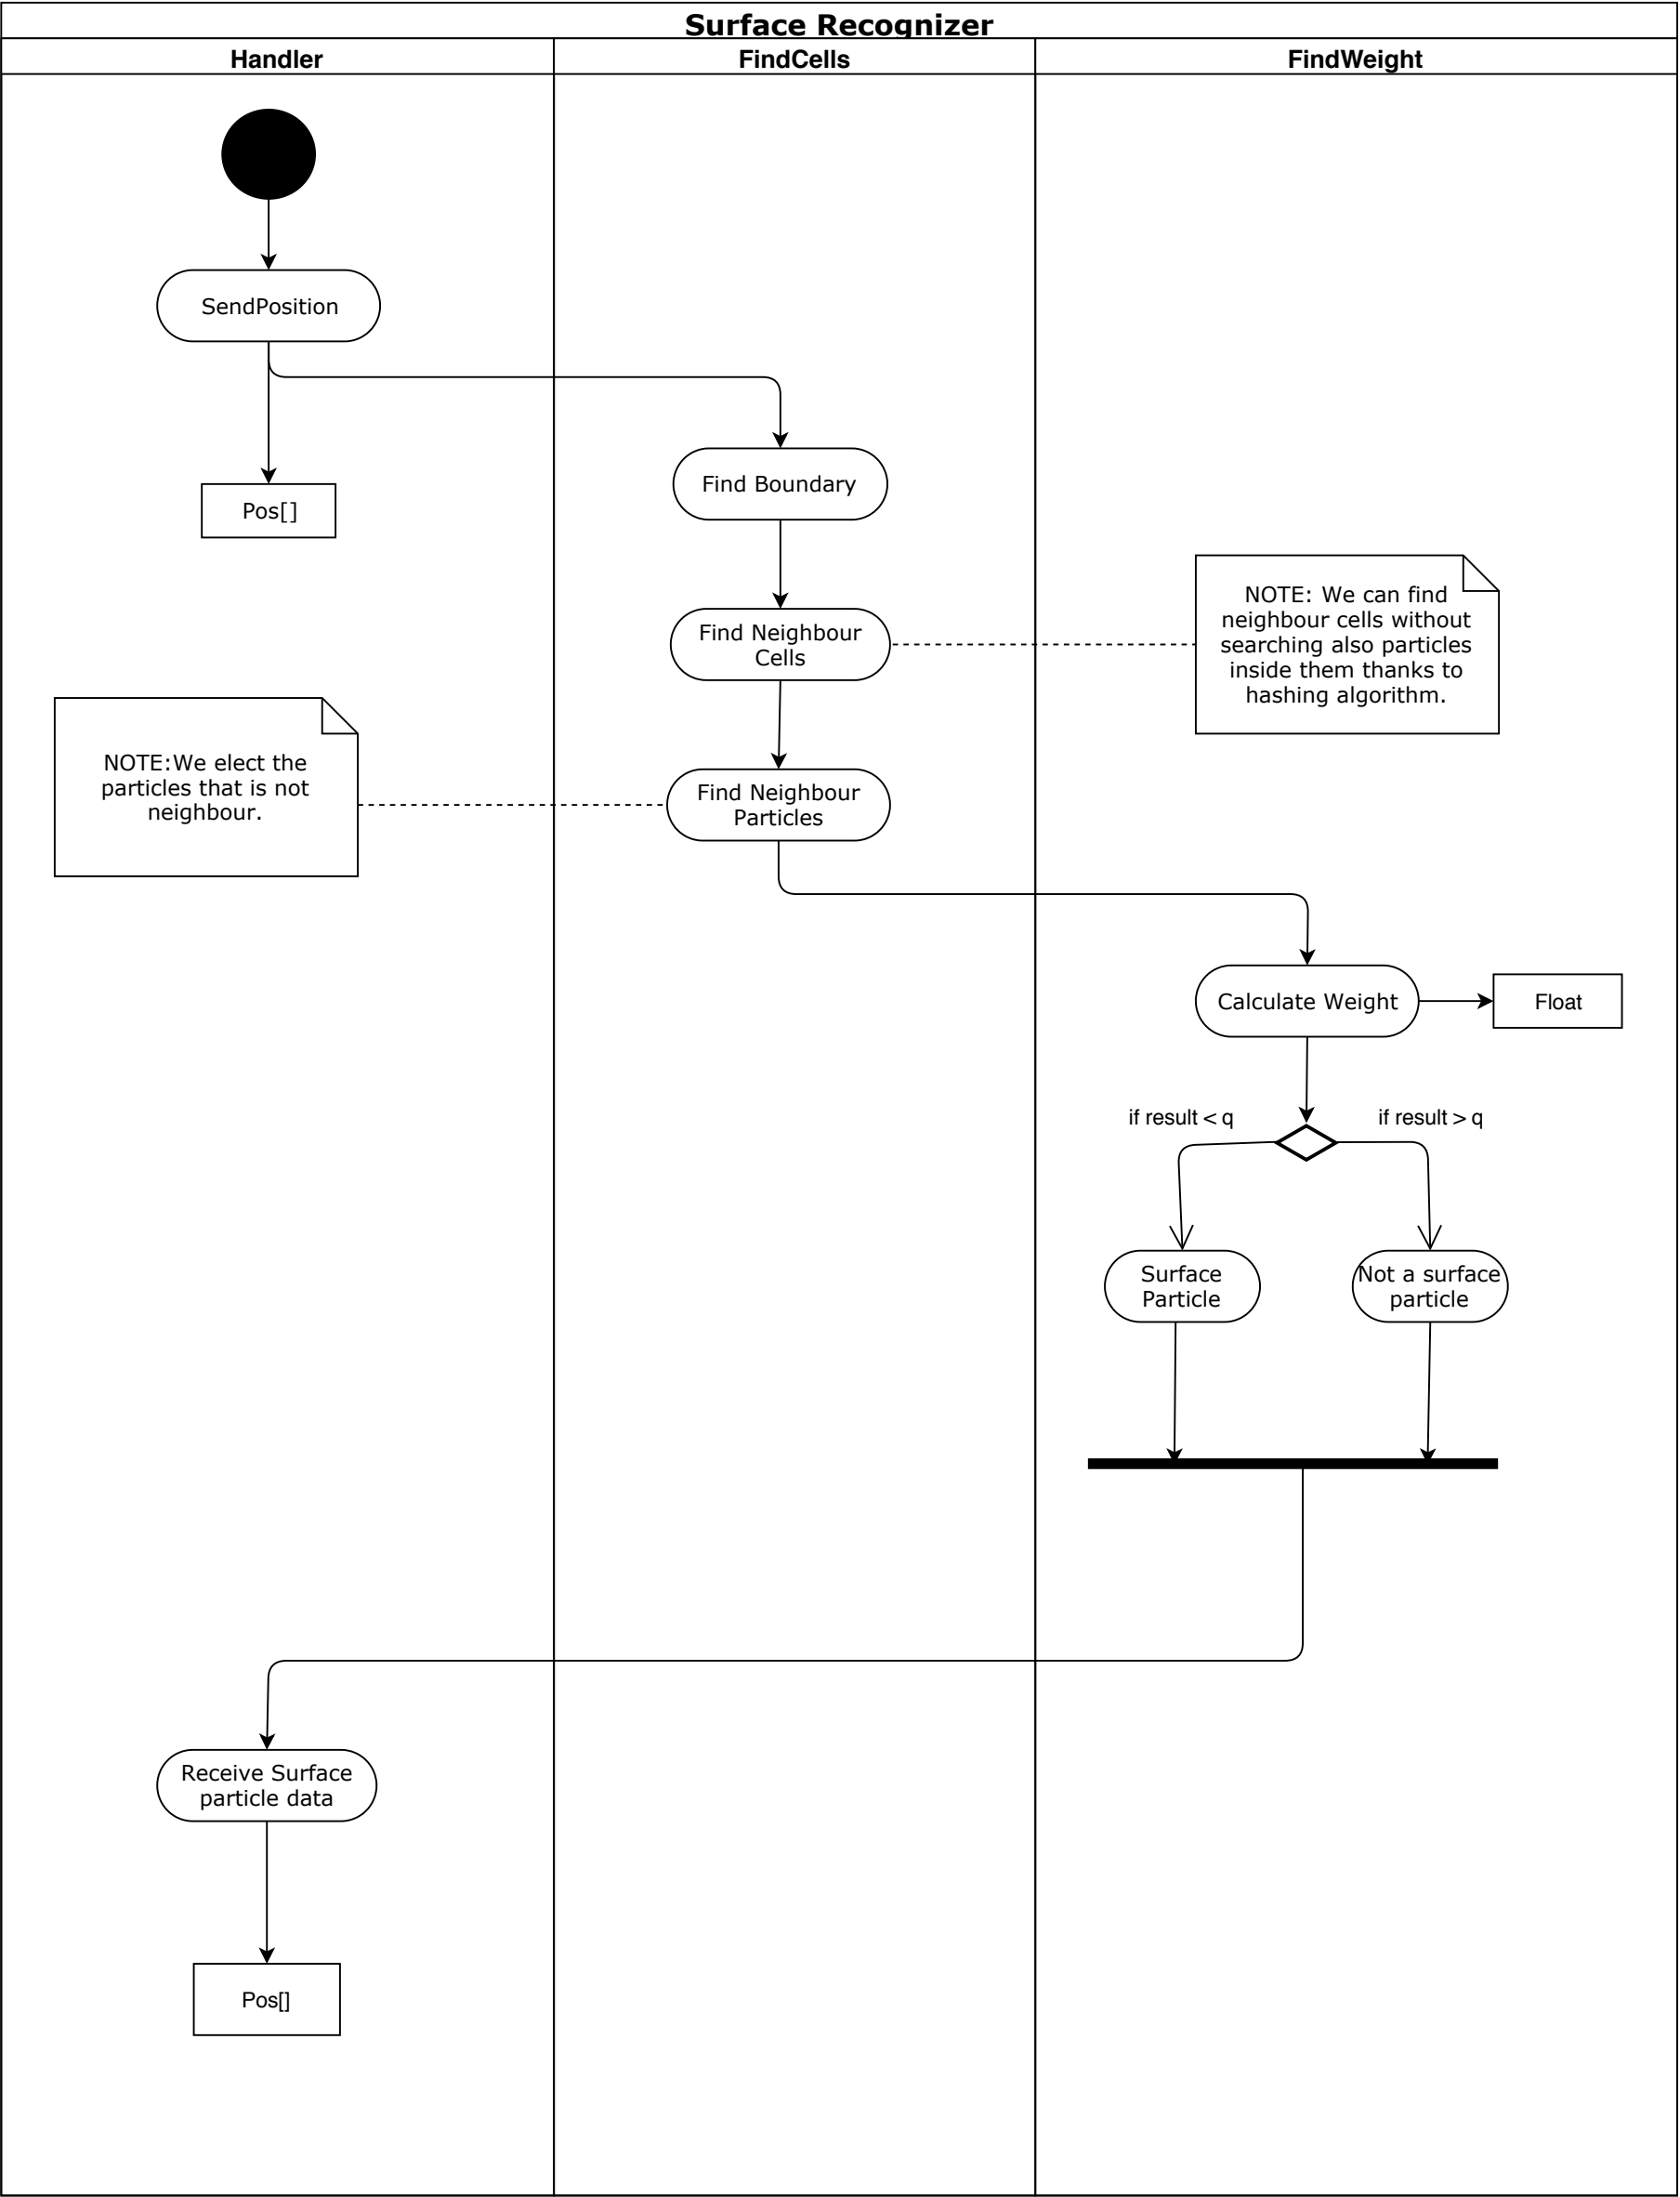 Surface Recognizer
Handler
FindCells
FindWeight
SendPosition
Pos[]
Find Boundary
Find Neighbour
Cells
NOTE: We can find
neighbour cells without
searching also particles
inside them thanks to
hashing algorithm.
NOTE:We elect the
particles that is not
neighbour.
Find Neighbour
Particles
Calculate Weight
Float
if result < q
if result > q
Surface
Particle
Not a surface
particle
Receive Surface
particle data
Pos[]